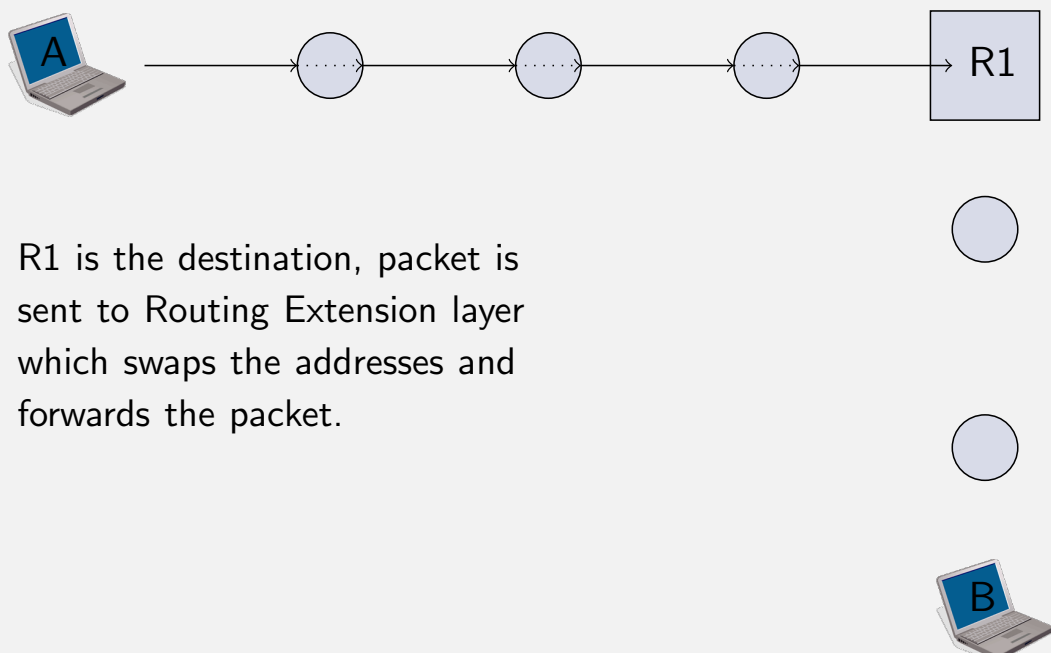 A
R1
R1 is the destination, packet is
sent to Routing Extension layer
which swaps the addresses and
forwards the packet.
B